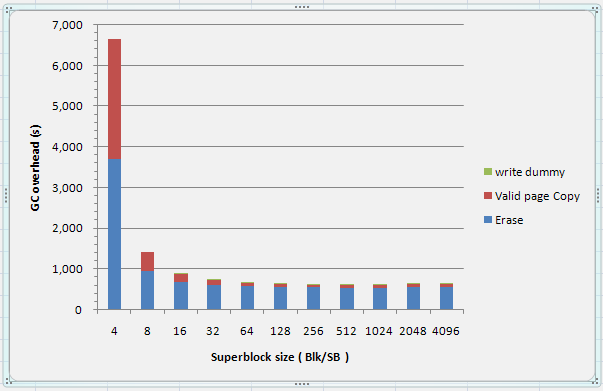 7,000
6,000
5,000
4,000
3,000
2,000
1,000
0
GC overhead (s)
4 8 16 32 64 128 256 512 1024 2048 4096
Superblock size ( Blk/SB )
write dummy
Valid page Copy
Erase